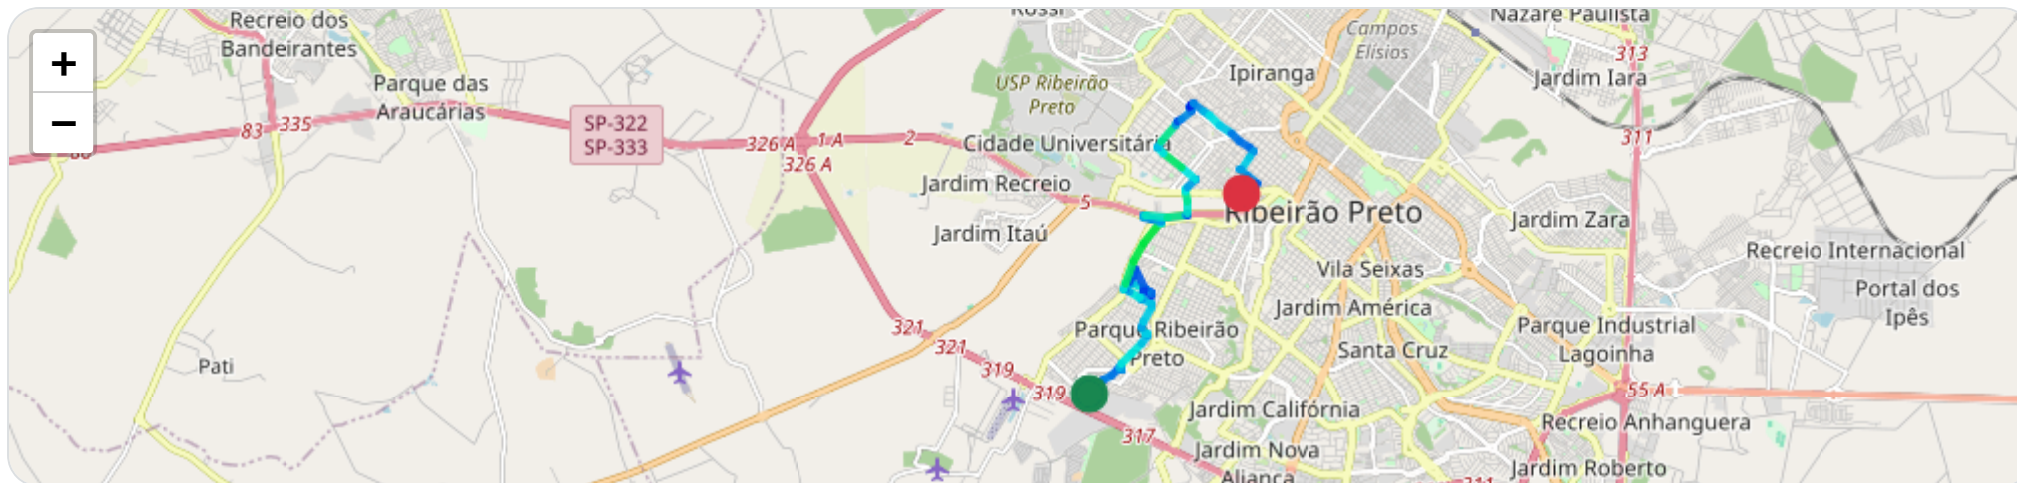 Rossi
Nazaré Paulista
Recreio dos
Bandeirantes
Campos
Elísios
313
+
Parque das
Araucárias
USP Ribeirão
Preto
Ipiranga
Jardim Iara
83
335
SP-322
SP-333
326 A
1 A
2
Cidade Universitária
311
−
326 A
Jardim Recreio
5
Ribeirão Preto
Jardim Zara
Jardim Itaú
Recreio Internacional
Vila Seixas
Portal dos
Ipês
Jardim América
321
Parque Ribeirão
Preto
Parque Industrial
Lagoinha
321
Santa Cruz
Pati
319
319
55 A
Jardim Califórnia
Recreio Anhanguera
317
Jardim Nova
Aliança
Jardim Roberto